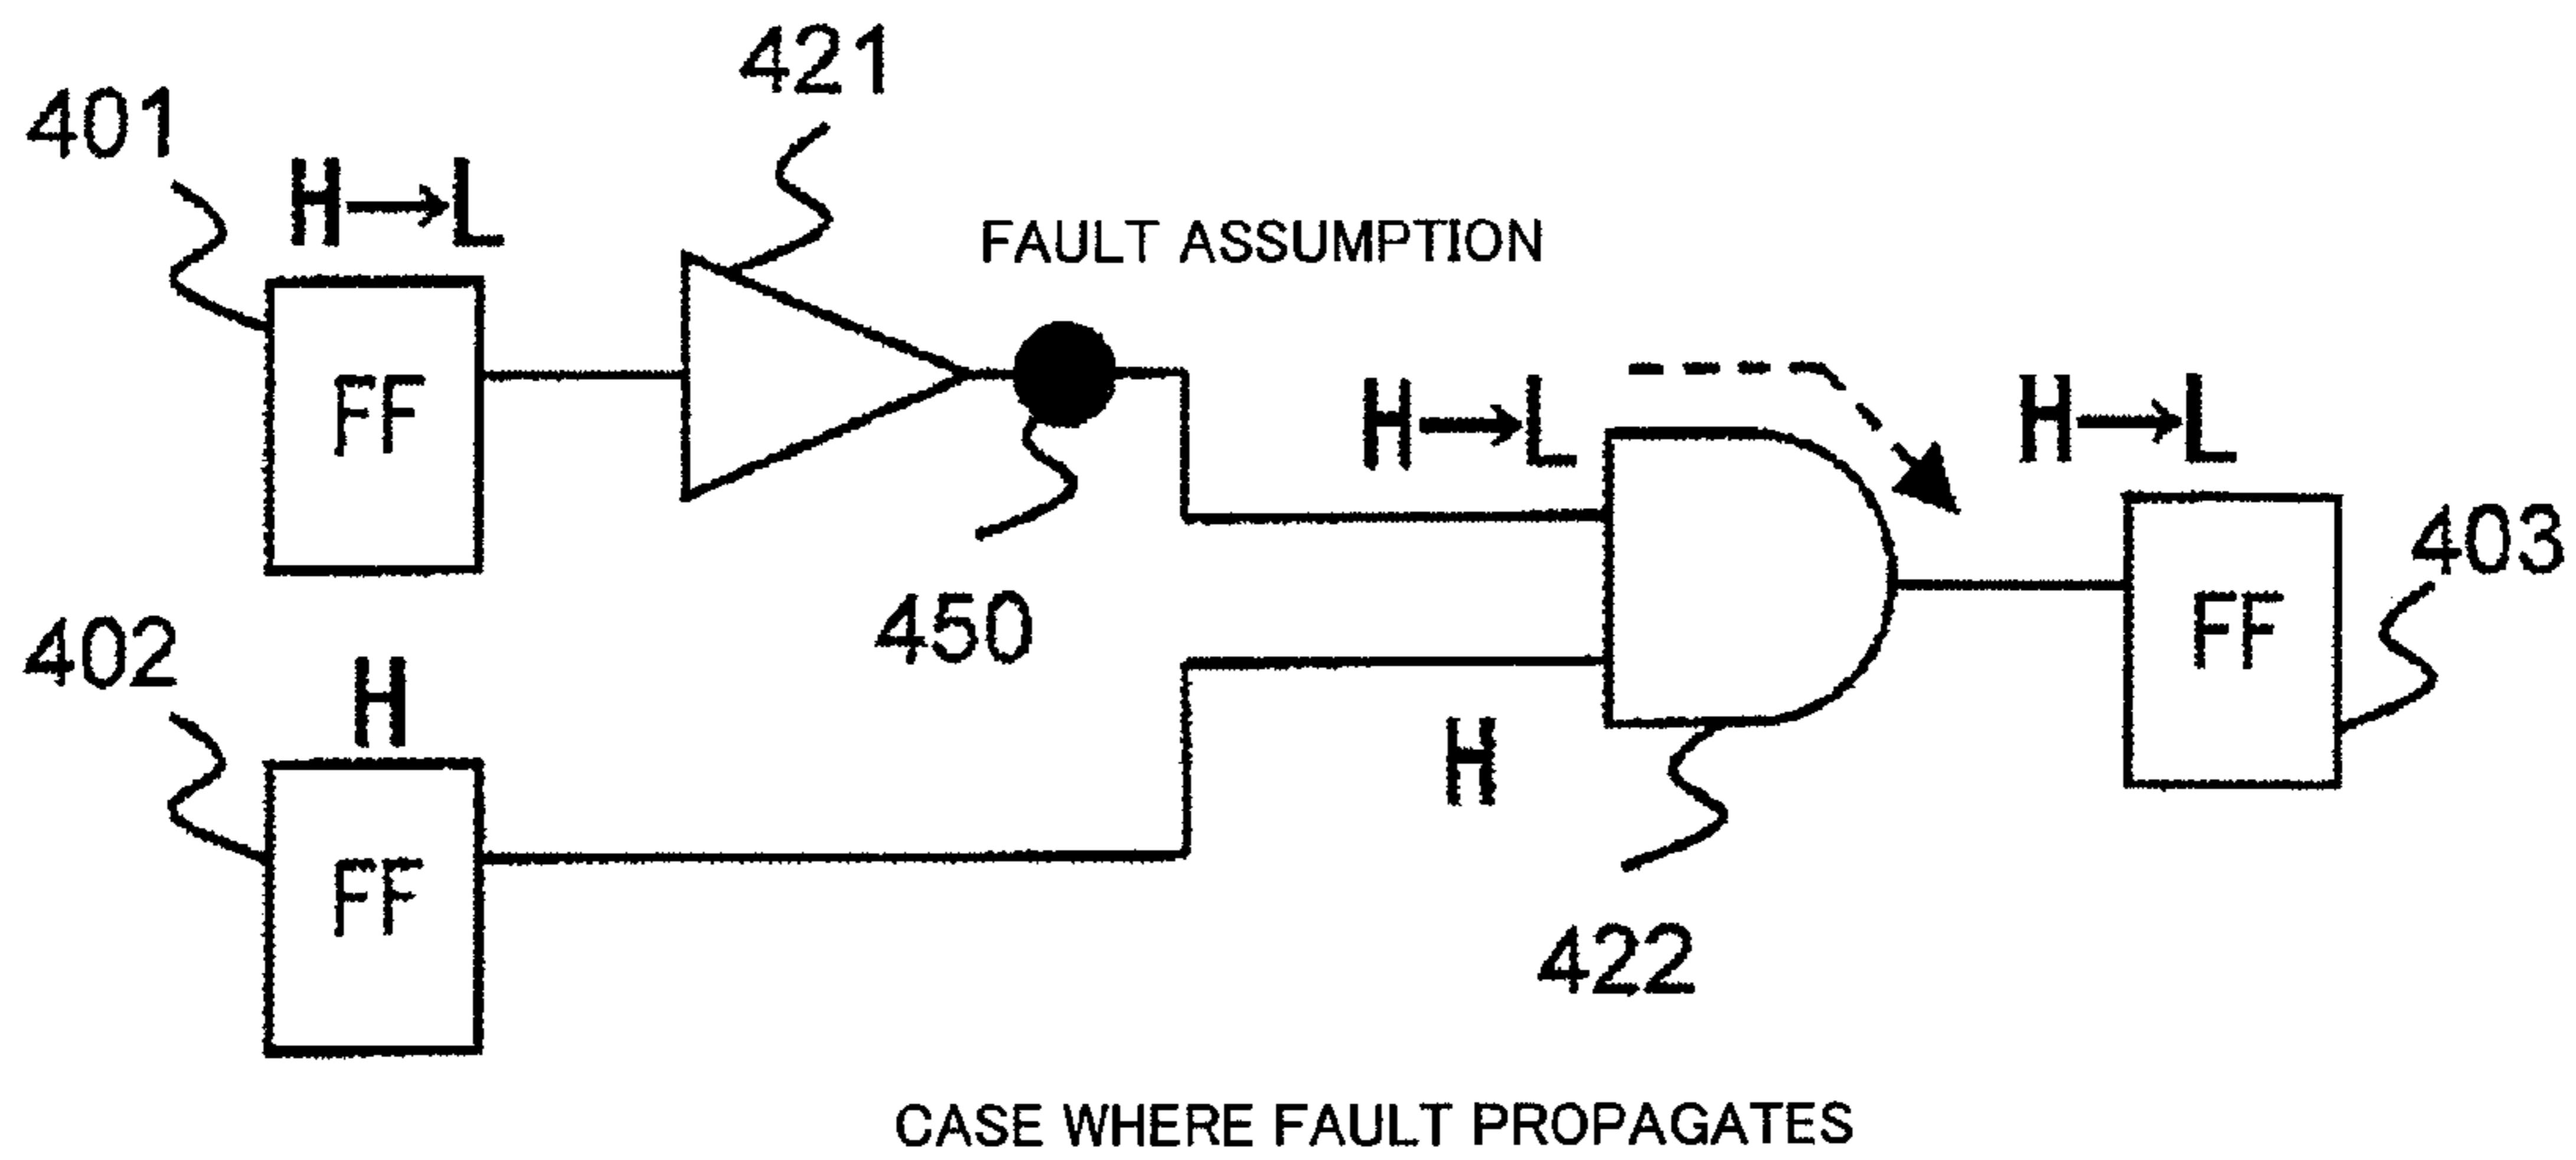 421
401
H→L
FAULT ASSUMPTION
FF
H→L
H→L
403
450
402
H
FF
H
FF
422
CASE WHERE FAULT PROPAGATES